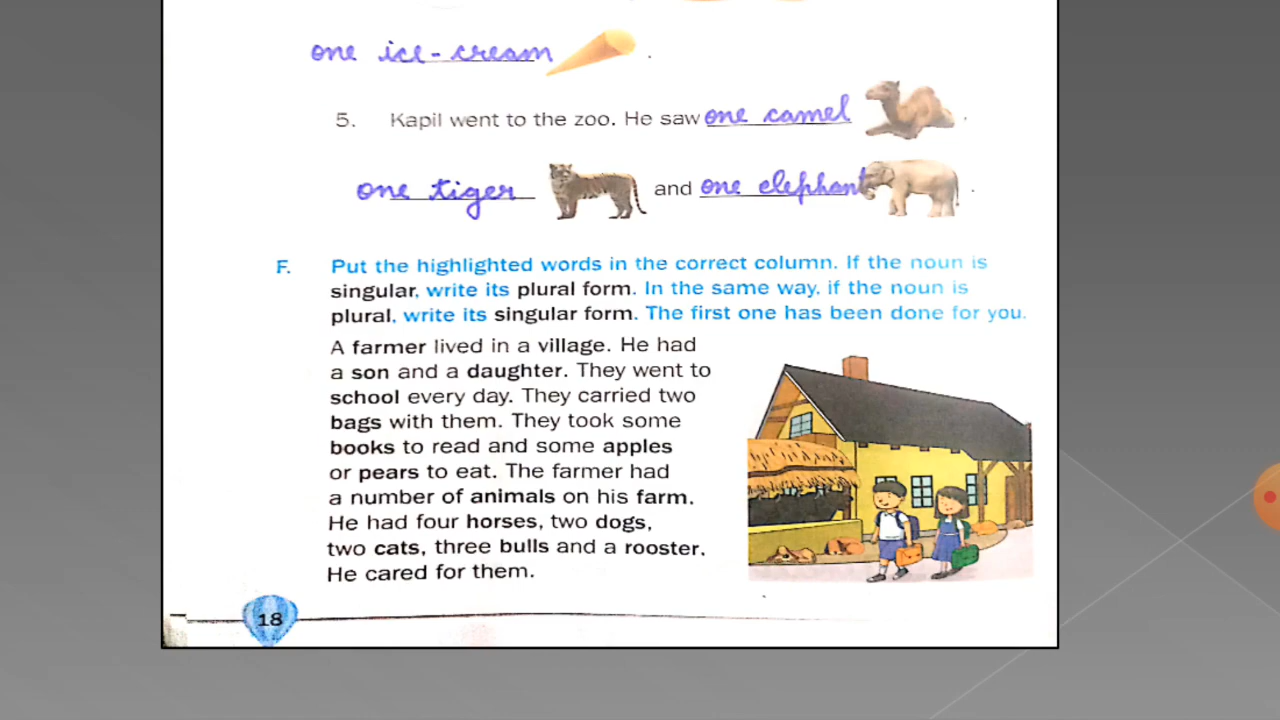 one ice-cream .
5. Kapil went to the zoo. He saw one camel .
one tiger and one elephant .
F. Put the highlighted words in the correct column. If the noun is
singular, write its plural form. In the same way, if the noun is
plural, write its singular form. The first one has been done for you.
A farmer lived in a village. He had
a son and a daughter. They went to
school every day. They carried two
bags with them. They took some
books to read and some apples
or pears to eat. The farmer had
a number of animals on his farm.
He had four horses, two dogs,
two cats, three bulls and a rooster.
He cared for them.
18